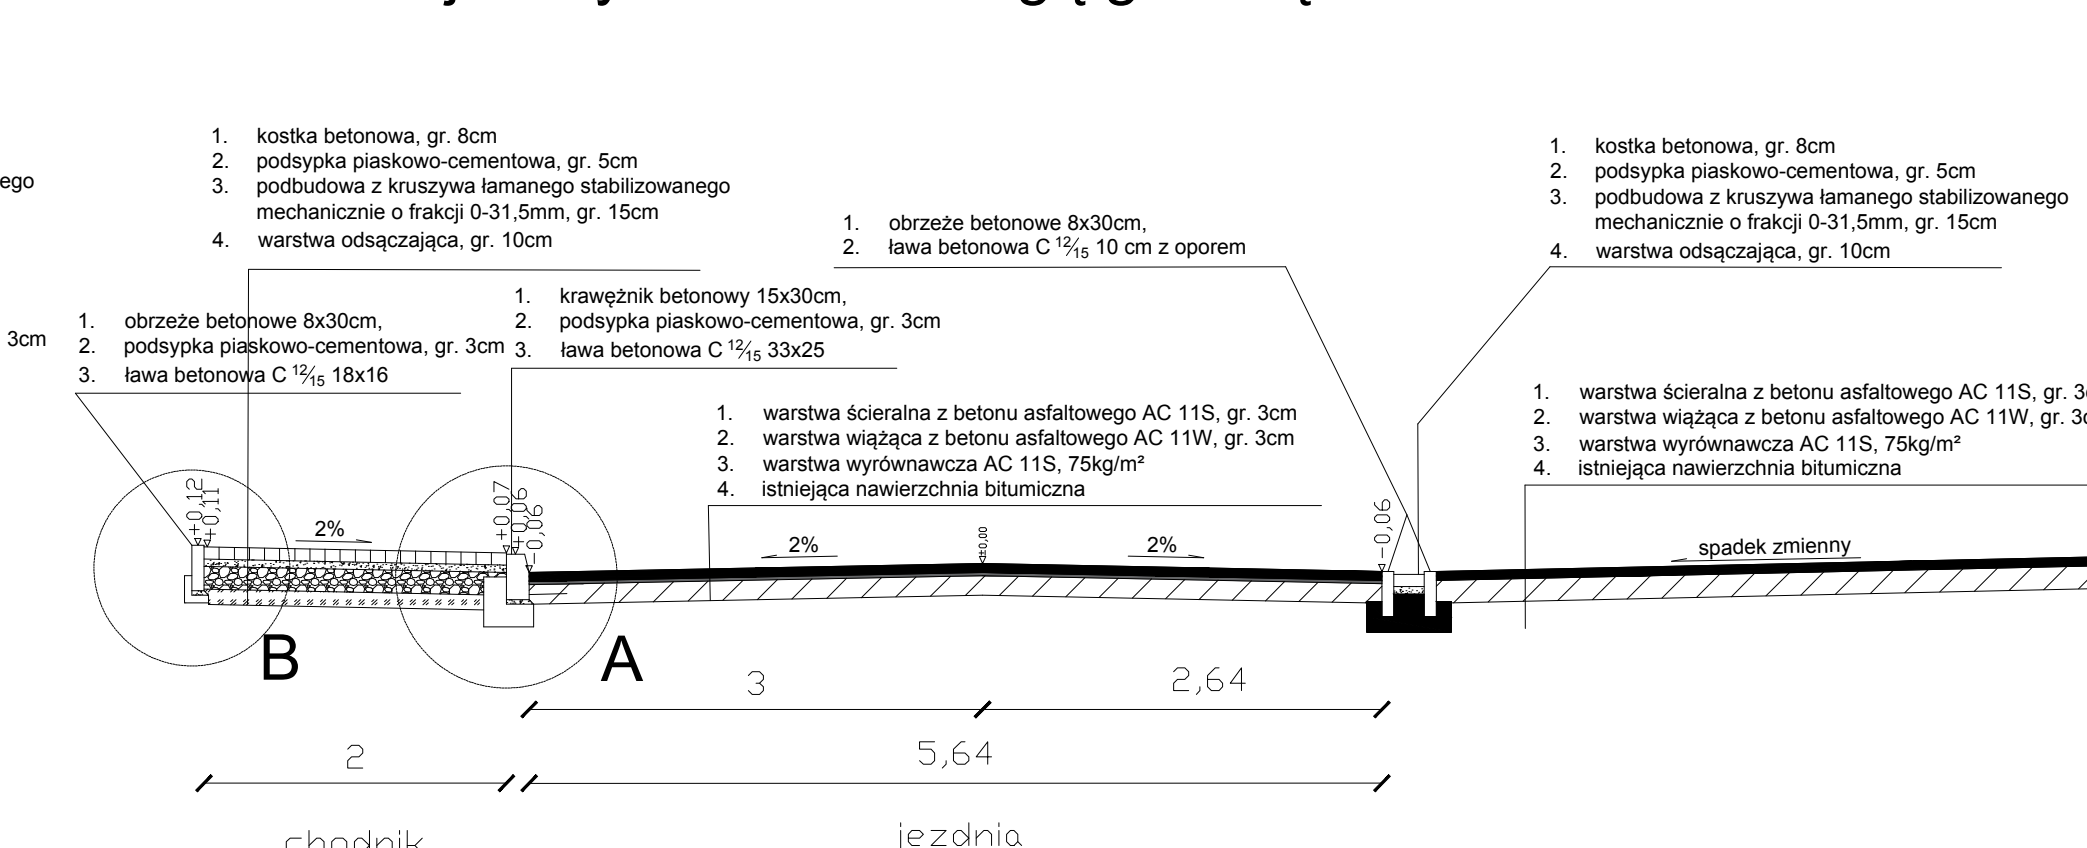 1. kostka betonowa, gr. 8cm
2. podsypka piaskowo-cementowa, gr. 5cm
3. podbudowa z kruszywa łamanego stabilizowanego
mechanicznie o frakcji 0-31,5mm, gr. 15cm
4. warstwa odsączająca, gr. 10cm
1. kostka betonowa, gr. 8cm
2. podsypka piaskowo-cementowa, gr. 5cm
3. podbudowa z kruszywa łamanego stabilizowanego
mechanicznie o frakcji 0-31,5mm, gr. 15cm
4. warstwa odsączająca, gr. 10cm
ego
1. obrzeże betonowe 8x30cm,
2. ława betonowa C 12/15 10 cm z oporem
3cm
1. obrzeże betonowe 8x30cm,
2. podsypka piaskowo-cementowa, gr. 3cm
3. ława betonowa C 12/15 18x16
1. krawężnik betonowy 15x30cm,
2. podsypka piaskowo-cementowa, gr. 3cm
3. ława betonowa C 12/15 33x25
1. warstwa ścieralna z betonu asfaltowego AC 11S, gr. 3cm
2. warstwa wiążąca z betonu asfaltowego AC 11W, gr. 3cm
3. warstwa wyrównawcza AC 11S, 75kg/m²
4. istniejąca nawierzchnia bitumiczna
1. warstwa ścieralna z betonu asfaltowego AC 11S, gr. 3c
2. warstwa wiążąca z betonu asfaltowego AC 11W, gr. 3c
3. warstwa wyrównawcza AC 11S, 75kg/m²
4. istniejąca nawierzchnia bitumiczna
+0,12
+0,11
2%
+0,07
+0,06
-0,06
2%
±0,00
2%
-0,06
spadek zmienny
B
A
3
2,64
2
5,64
chodnik
jezdnia